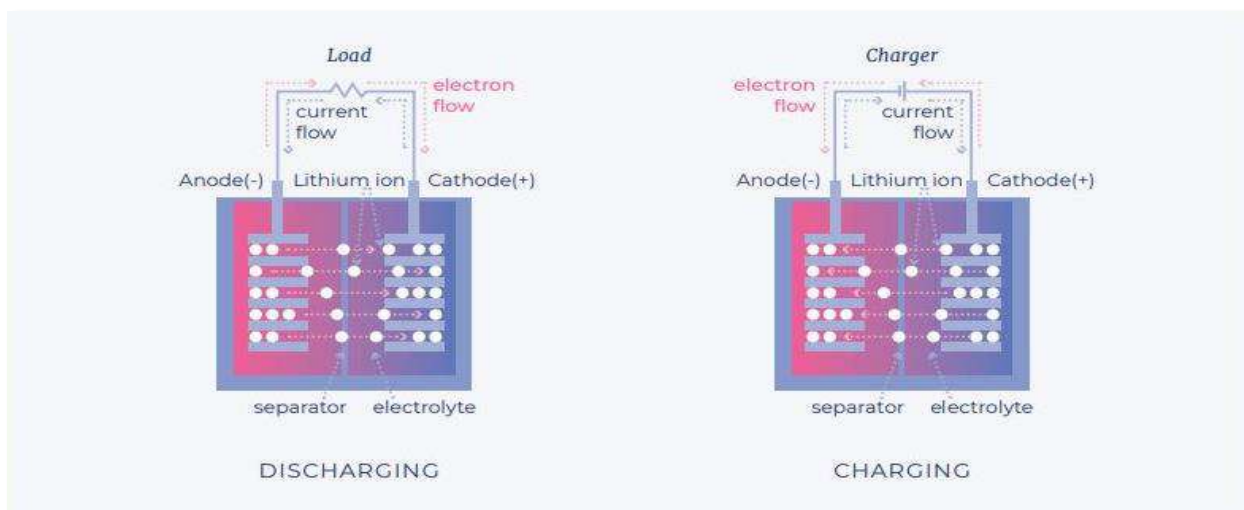 Load
electron
flow
current
flow
Anode(-) Lithium ion Cathode(+)
separator electrolyte
DISCHARGING
Charger
electron
flow
current
flow
Anode(-) Lithium ion Cathode(+)
separator electrolyte
CHARGING